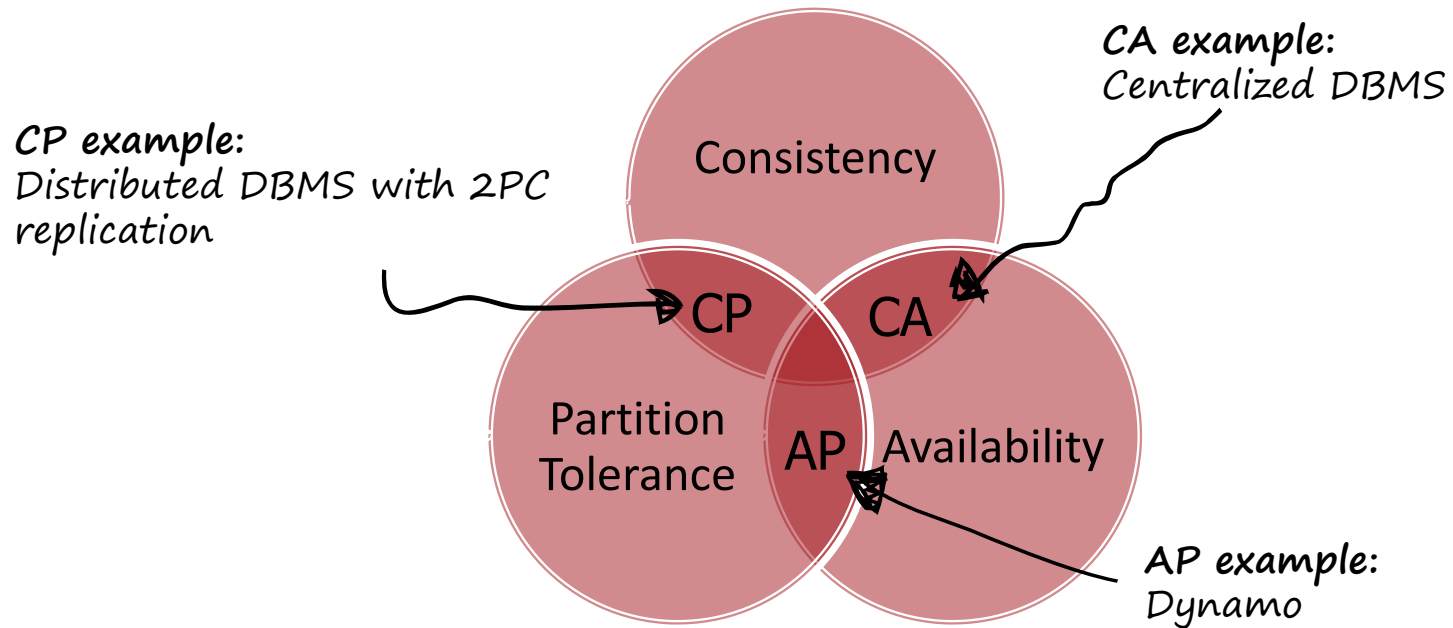 CA example:
Centralized DBMS
CP example:
Distributed DBMS with 2PC
replication
Consistency
CP
CA
Partition
Tolerance
AP
Availability
AP example:
Dynamo